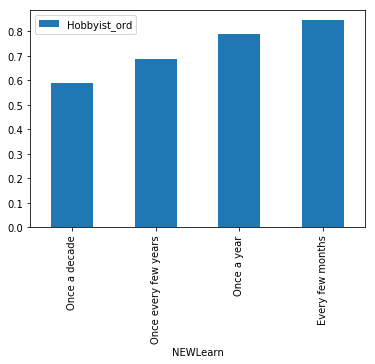 Hobbyist_ord
0.8
0.7
0.6
0.5
0.4
0.3
0.2
0.1
0.0
Once a decade
Once every few years
Once a year
Every few months
NEWLearn